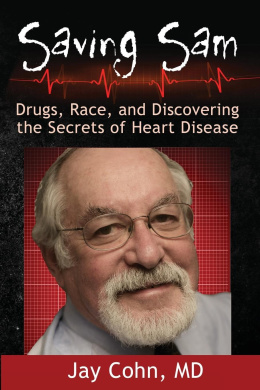 Saving Sam
Drugs, Race, and Discovering
the Secrets of Heart Disease
Jay Cohn, MD